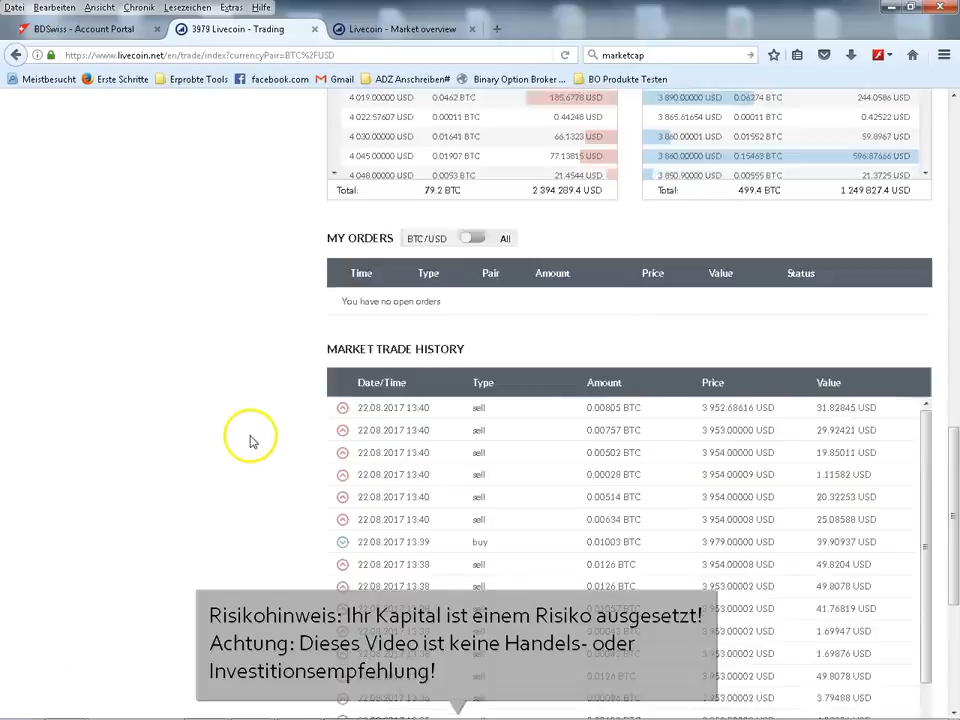 Datei Bearbeiten Ansicht Chronik Lesezeichen Extras Hilfe
BDSwiss - Account Portal × 3979 Livecoin - Trading × Livecoin - Market overview × +
https://www.livecoin.net/en/trade/index?currencyPair=BTC%2FUSD marketcap
Meistbesucht Erste Schritte Erprobte Tools facebook.com Gmail ADZ Anschreiben# Binary Option Broker ... BO Produkte Testen
4 019.00000 USD 0.0462 BTC 185.6778 USD 3 890.00000 USD 0.06274 BTC 244.0586 USD
4 022.57607 USD 0.00011 BTC 0.44248 USD 3 865.61654 USD 0.00011 BTC 0.42522 USD
4 030.00000 USD 0.01641 BTC 66.1323 USD 3 860.00001 USD 0.01552 BTC 59.8967 USD
4 045.00000 USD 0.01907 BTC 77.13815 USD 3 860.00000 USD 0.15463 BTC 596.87666 USD
4 048.00000 USD 0.0053 BTC 21.4544 USD 3 850.90000 USD 0.00555 BTC 21.3725 USD
Total: 79.2 BTC 2 394 289.4 USD Total: 499.4 BTC 1 249 827.4 USD
MY ORDERS BTC/USD All
Time Type Pair Amount Price Value Status
You have no open orders
MARKET TRADE HISTORY
Date/Time Type Amount Price Value
22.08.2017 13:40 sell 0.00805 BTC 3 952.68616 USD 31.82845 USD
22.08.2017 13:40 sell 0.00757 BTC 3 953.00000 USD 29.92421 USD
22.08.2017 13:40 sell 0.00502 BTC 3 954.00000 USD 19.85011 USD
22.08.2017 13:40 sell 0.00028 BTC 3 954.00009 USD 1.11582 USD
22.08.2017 13:40 sell 0.00514 BTC 3 954.00000 USD 20.32253 USD
22.08.2017 13:40 sell 0.00634 BTC 3 954.00008 USD 25.08588 USD
22.08.2017 13:39 buy 0.01003 BTC 3 979.00000 USD 39.90937 USD
22.08.2017 13:38 sell 0.0126 BTC 3 954.00008 USD 49.8204 USD
22.08.2017 13:38 sell 0.0126 BTC 3 953.00002 USD 49.8078 USD
3 953.00002 USD 41.76819 USD
1.69947 USD
1.69876 USD
49.8078 USD
3.79488 USD
Risikohinweis: Ihr Kapital ist einem Risiko ausgesetzt!
Achtung: Dieses Video ist keine Handels- oder
Investitionsempfehlung!